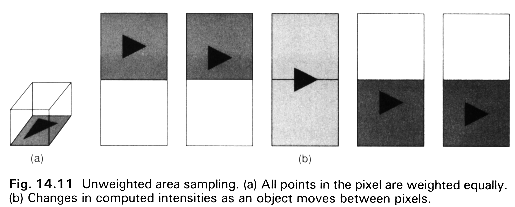 (a)
(b)
Fig. 14.11 Unweighted area sampling. (a) All points in the pixel are weighted equally.
(b) Changes in computed intensities as an object moves between pixels.